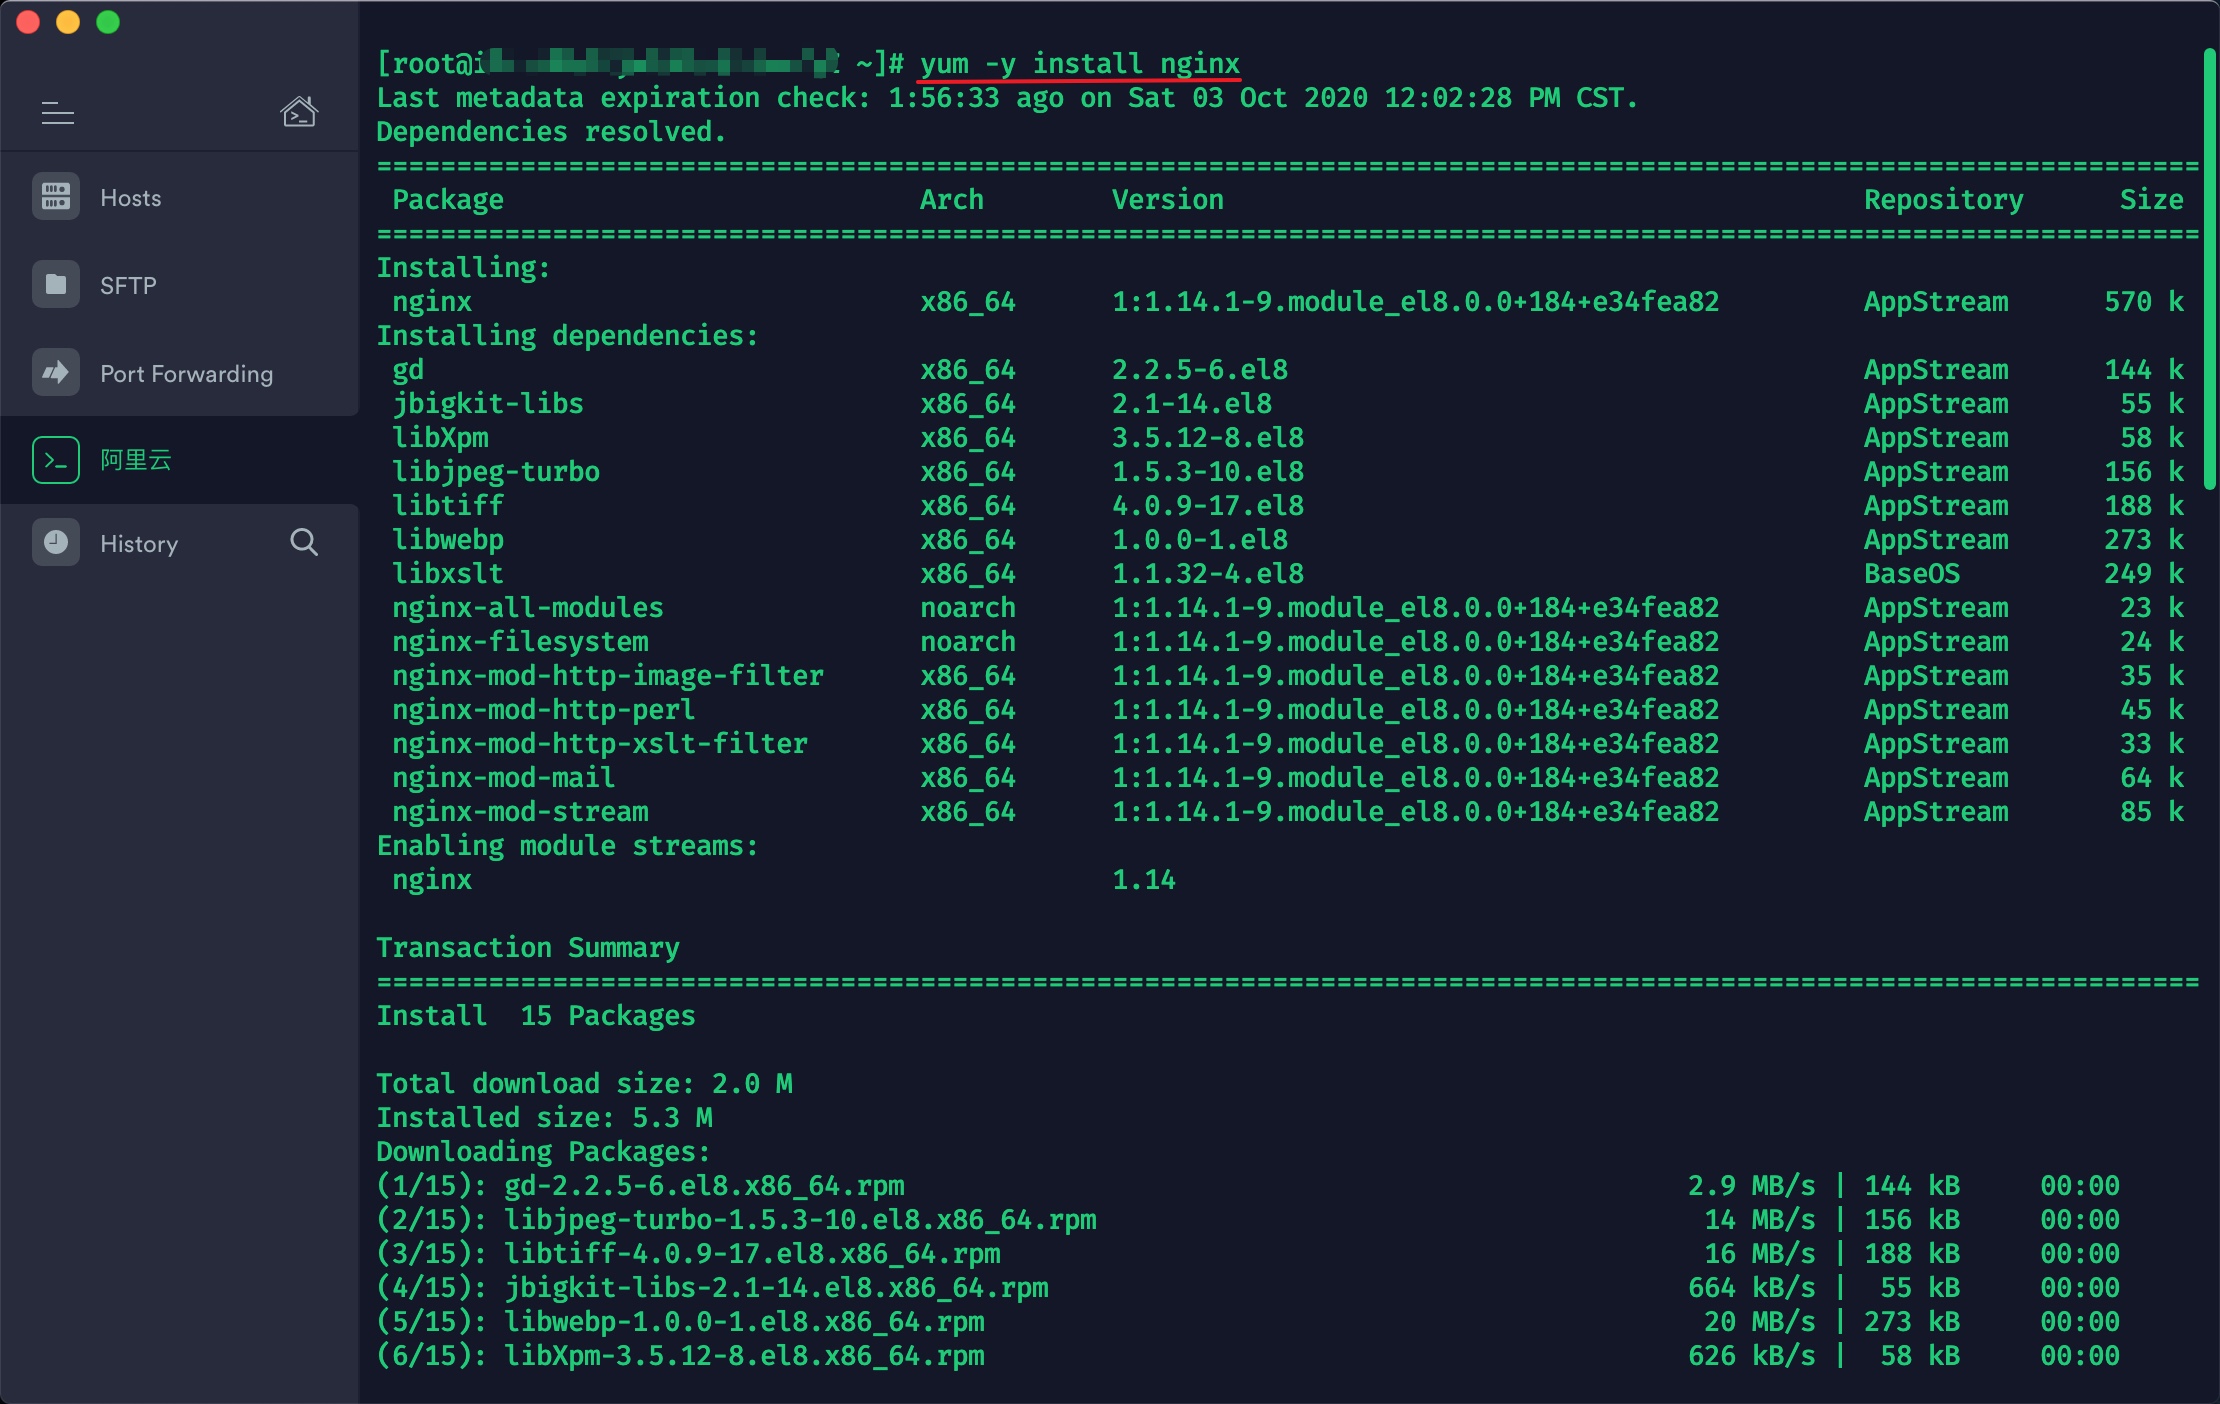 Hosts
SFTP
Port Forwarding
阿里云
History
[root@i ~]# yum -y install nginx
Last metadata expiration check: 1:56:33 ago on Sat 03 Oct 2020 12:02:28 PM CST.
Dependencies resolved.
==================================================================================================================
Package Arch Version Repository Size
==================================================================================================================
Installing:
nginx x86_64 1:1.14.1-9.module_el8.0.0+184+e34fea82 AppStream 570 k
Installing dependencies:
gd x86_64 2.2.5-6.el8 AppStream 144 k
jbigkit-libs x86_64 2.1-14.el8 AppStream 55 k
libXpm x86_64 3.5.12-8.el8 AppStream 58 k
libjpeg-turbo x86_64 1.5.3-10.el8 AppStream 156 k
libtiff x86_64 4.0.9-17.el8 AppStream 188 k
libwebp x86_64 1.0.0-1.el8 AppStream 273 k
libxslt x86_64 1.1.32-4.el8 BaseOS 249 k
nginx-all-modules noarch 1:1.14.1-9.module_el8.0.0+184+e34fea82 AppStream 23 k
nginx-filesystem noarch 1:1.14.1-9.module_el8.0.0+184+e34fea82 AppStream 24 k
nginx-mod-http-image-filter x86_64 1:1.14.1-9.module_el8.0.0+184+e34fea82 AppStream 35 k
nginx-mod-http-perl x86_64 1:1.14.1-9.module_el8.0.0+184+e34fea82 AppStream 45 k
nginx-mod-http-xslt-filter x86_64 1:1.14.1-9.module_el8.0.0+184+e34fea82 AppStream 33 k
nginx-mod-mail x86_64 1:1.14.1-9.module_el8.0.0+184+e34fea82 AppStream 64 k
nginx-mod-stream x86_64 1:1.14.1-9.module_el8.0.0+184+e34fea82 AppStream 85 k
Enabling module streams:
nginx 1.14
Transaction Summary
==================================================================================================================
Install 15 Packages
Total download size: 2.0 M
Installed size: 5.3 M
Downloading Packages:
(1/15): gd-2.2.5-6.el8.x86_64.rpm 2.9 MB/s | 144 kB 00:00
(2/15): libjpeg-turbo-1.5.3-10.el8.x86_64.rpm 14 MB/s | 156 kB 00:00
(3/15): libtiff-4.0.9-17.el8.x86_64.rpm 16 MB/s | 188 kB 00:00
(4/15): jbigkit-libs-2.1-14.el8.x86_64.rpm 664 kB/s | 55 kB 00:00
(5/15): libwebp-1.0.0-1.el8.x86_64.rpm 20 MB/s | 273 kB 00:00
(6/15): libXpm-3.5.12-8.el8.x86_64.rpm 626 kB/s | 58 kB 00:00